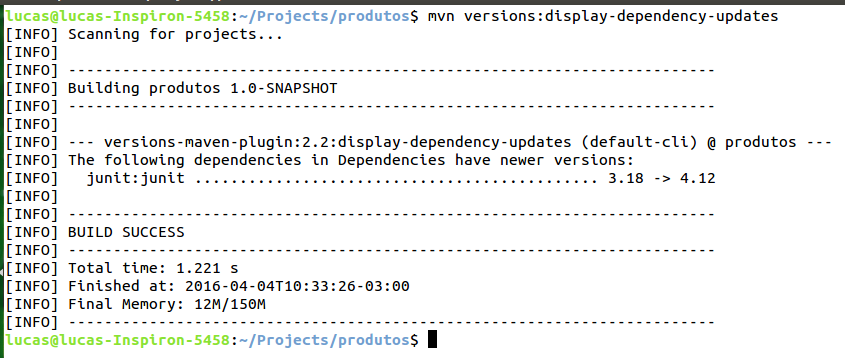 lucas@lucas-Inspiron-5458:~/Projects/produtos$ mvn versions:display-dependency-updates
[INFO] Scanning for projects...
[INFO]
[INFO] ------------------------------------------------------------------------
[INFO] Building produtos 1.0-SNAPSHOT
[INFO] ------------------------------------------------------------------------
[INFO]
[INFO] --- versions-maven-plugin:2.2:display-dependency-updates (default-cli) @ produtos ---
[INFO] The following dependencies in Dependencies have newer versions:
[INFO]   junit:junit ............................................. 3.18 -> 4.12
[INFO]
[INFO] ------------------------------------------------------------------------
[INFO] BUILD SUCCESS
[INFO] ------------------------------------------------------------------------
[INFO] Total time: 1.221 s
[INFO] Finished at: 2016-04-04T10:33:26-03:00
[INFO] Final Memory: 12M/150M
[INFO] ------------------------------------------------------------------------
lucas@lucas-Inspiron-5458:~/Projects/produtos$